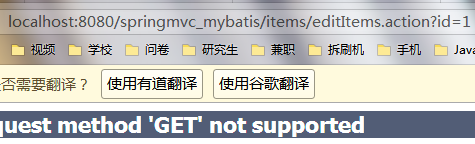 localhost:8080/springmvc_mybatis/items/editItems.action?id=1
视频 学校 问卷 研究生 兼职 拆刷机 手机 Java
否需要翻译？ 使用有道翻译 使用谷歌翻译
quest method 'GET' not supported